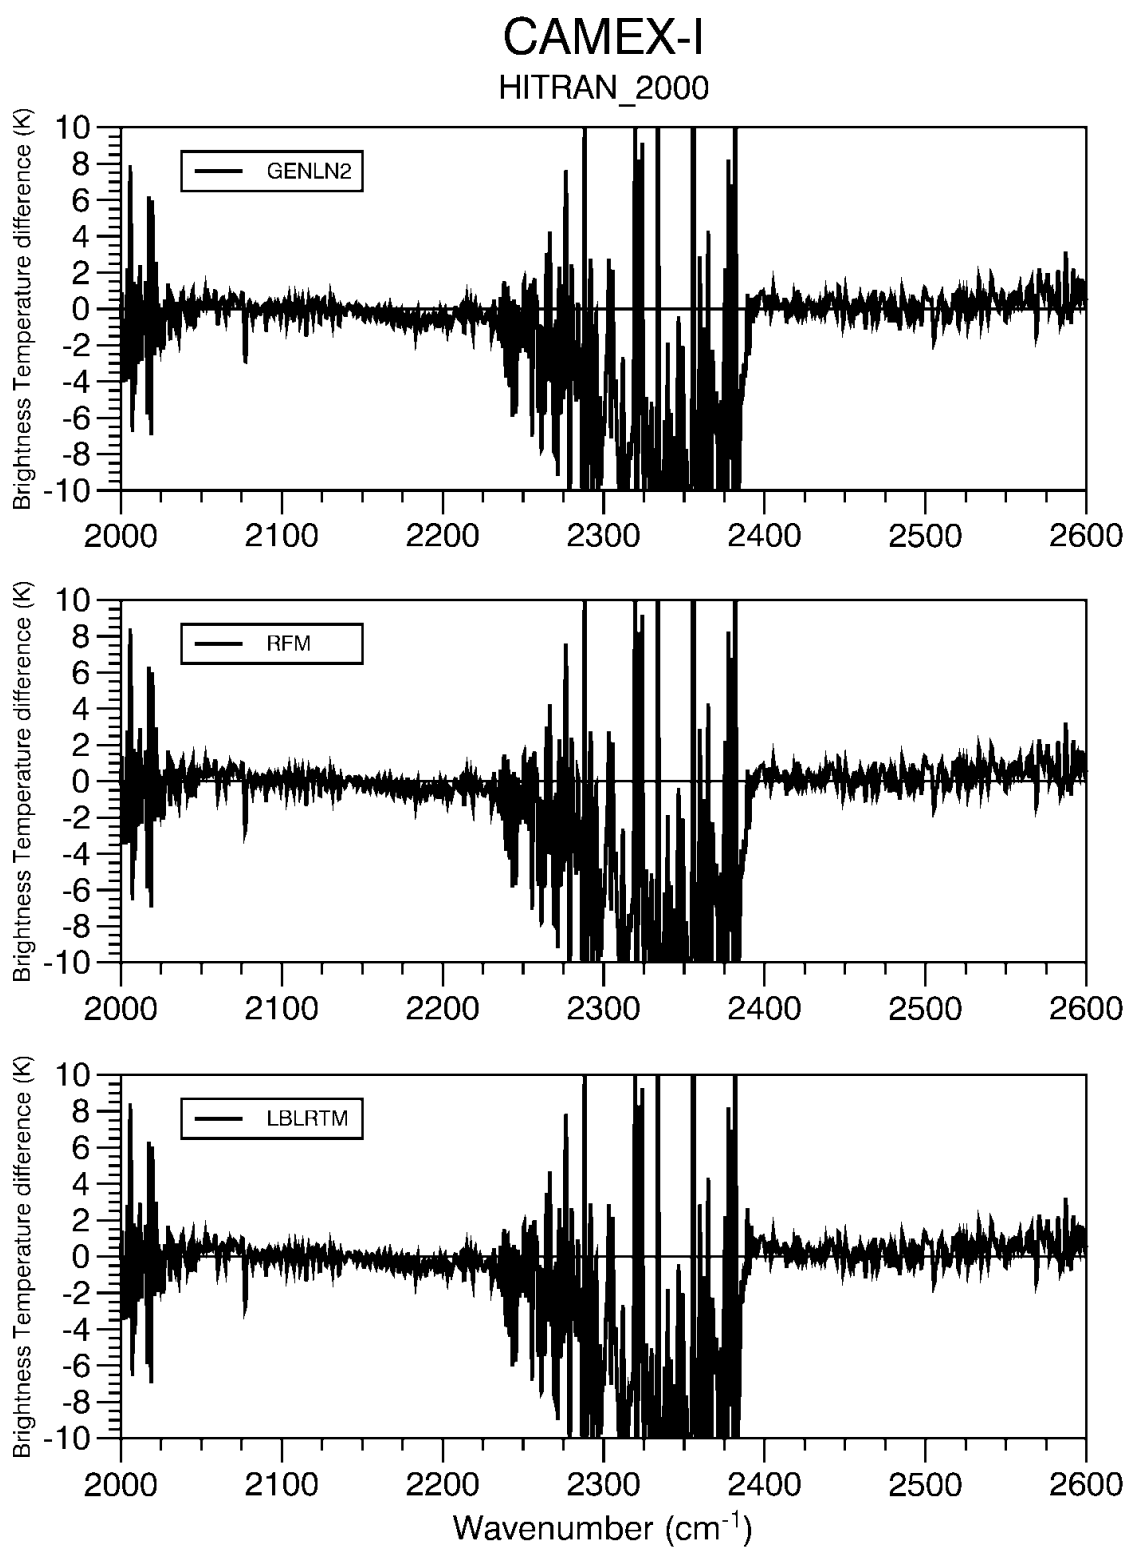 CAMEX-I
HITRAN_2000
Brightness Temperature difference (K)
10
8
6
4
2
0
-2
-4
-6
-8
-10
GENLN2
2000 2100 2200 2300 2400 2500 2600
Brightness Temperature difference (K)
10
8
6
4
2
0
-2
-4
-6
-8
-10
RFM
2000 2100 2200 2300 2400 2500 2600
Brightness Temperature difference (K)
10
8
6
4
2
0
-2
-4
-6
-8
-10
LBLRTM
2000 2100 2200 2300 2400 2500 2600
Wavenumber (cm⁻¹)